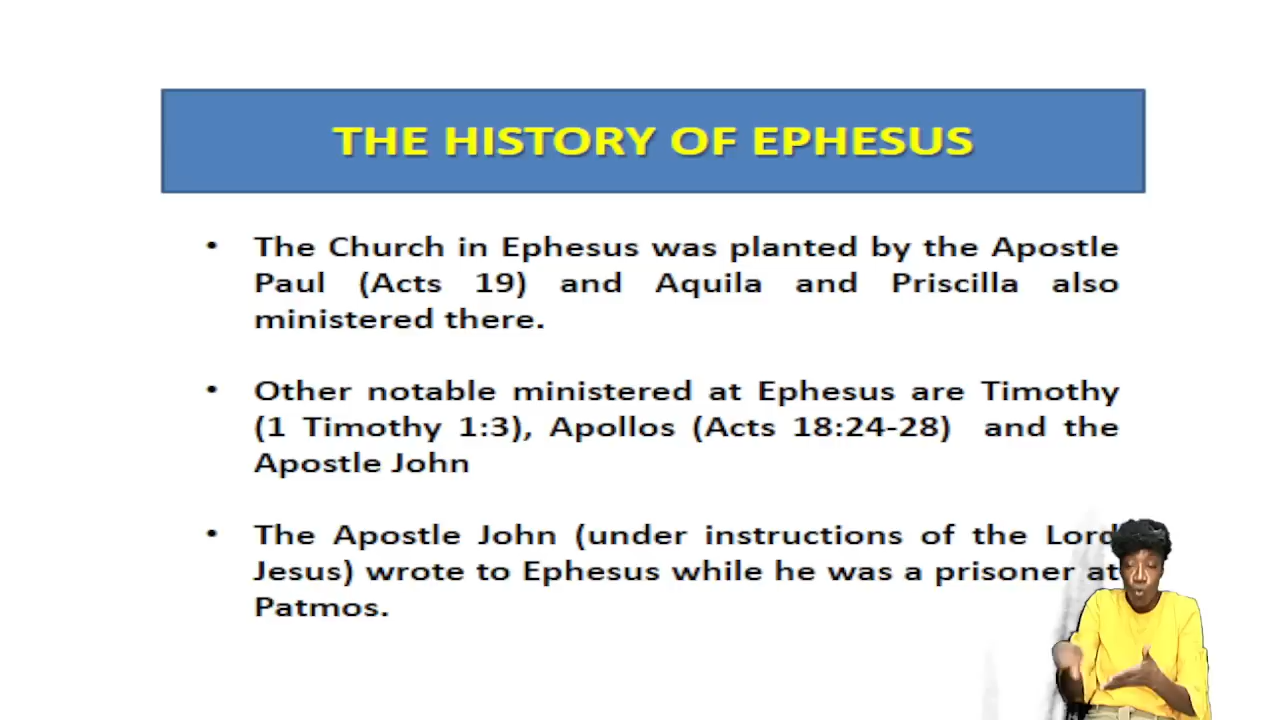 THE HISTORY OF EPHESUS
• The Church in Ephesus was planted by the Apostle
Paul (Acts 19) and Aquila and Priscilla also
ministered there.
• Other notable ministered at Ephesus are Timothy
(1 Timothy 1:3), Apollos (Acts 18:24-28) and the
Apostle John
• The Apostle John (under instructions of the Lord
Jesus) wrote to Ephesus while he was a prisoner at
Patmos.